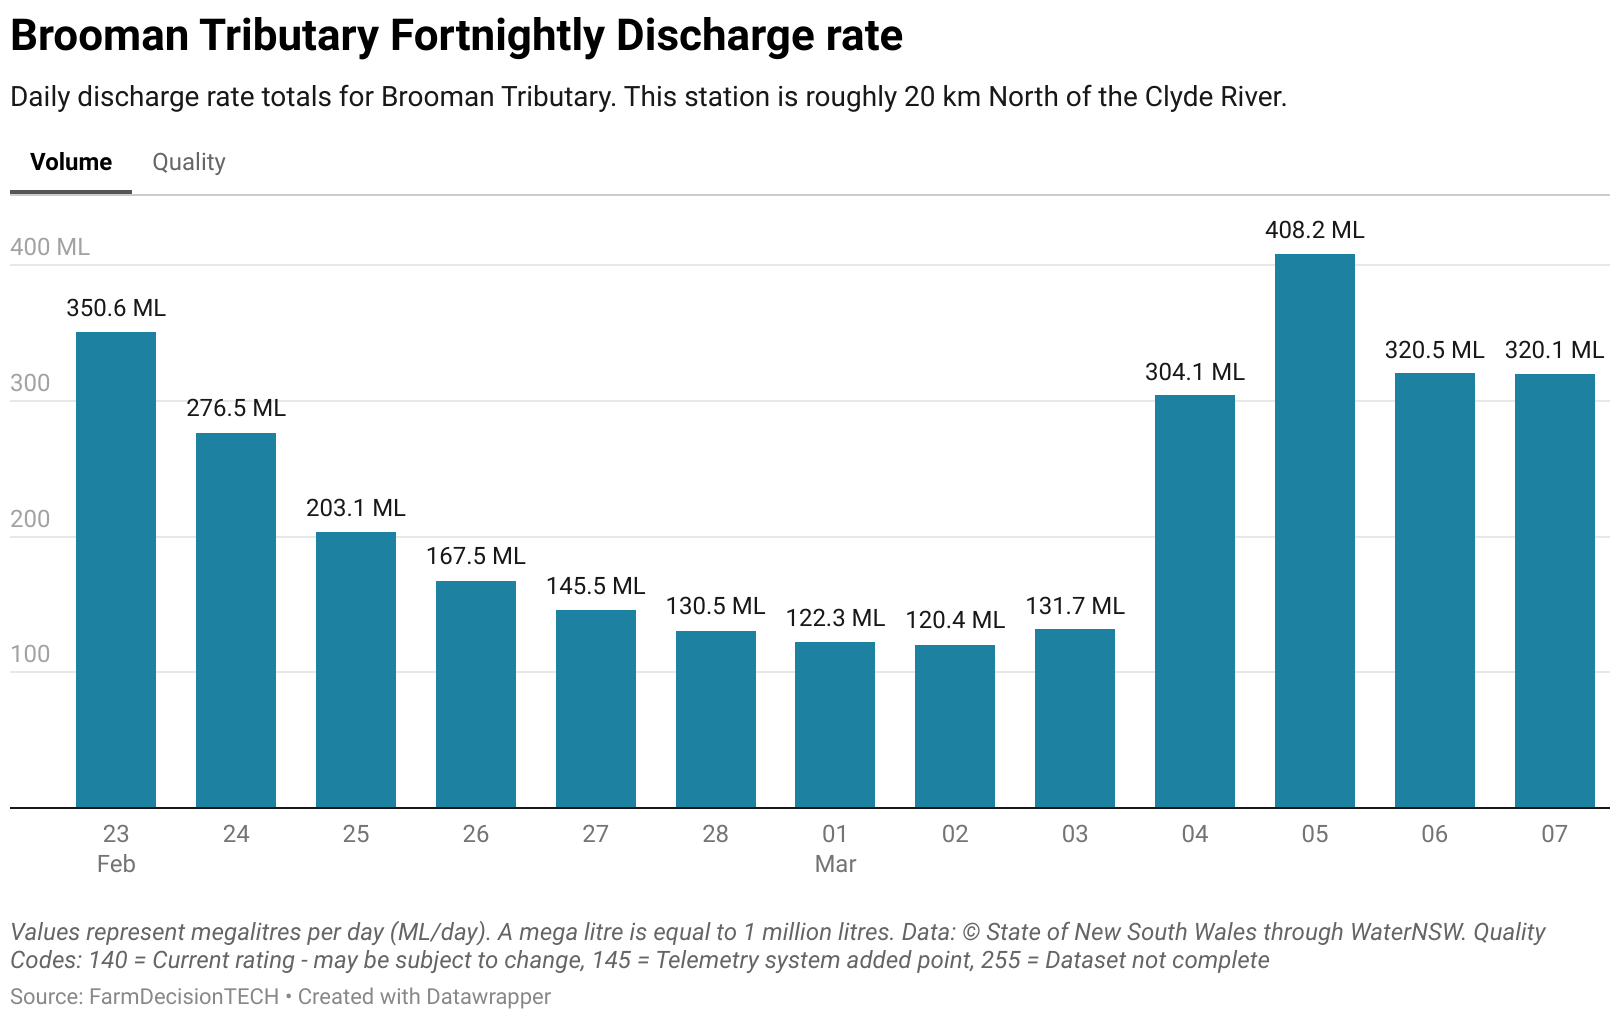 Brooman Tributary Fortnightly Discharge rate
Daily discharge rate totals for Brooman Tributary. This station is roughly 20 km North of the Clyde River.
Volume Quality
400 ML
300
200
100
350.6 ML
276.5 ML
203.1 ML
167.5 ML
145.5 ML
130.5 ML
122.3 ML
120.4 ML
131.7 ML
304.1 ML
408.2 ML
320.5 ML
320.1 ML
23 24 25 26 27 28 01 02 03 04 05 06 07
Feb Mar
Values represent megalitres per day (ML/day). A mega litre is equal to 1 million litres. Data: © State of New South Wales through WaterNSW. Quality
Codes: 140 = Current rating - may be subject to change, 145 = Telemetry system added point, 255 = Dataset not complete
Source: FarmDecisionTECH • Created with Datawrapper